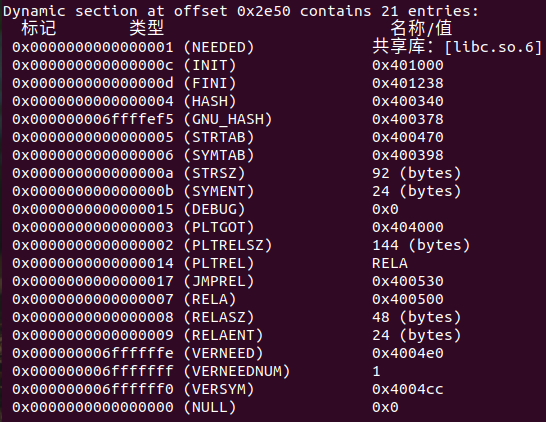 Dynamic section at offset 0x2e50 contains 21 entries:
标记 类型 名称/值
0x0000000000000001 (NEEDED) 共享库：[libc.so.6]
0x000000000000000c (INIT) 0x401000
0x000000000000000d (FINI) 0x401238
0x0000000000000004 (HASH) 0x400340
0x000000006ffffef5 (GNU_HASH) 0x400378
0x0000000000000005 (STRTAB) 0x400470
0x0000000000000006 (SYMTAB) 0x400398
0x000000000000000a (STRSZ) 92 (bytes)
0x000000000000000b (SYMENT) 24 (bytes)
0x0000000000000015 (DEBUG) 0x0
0x0000000000000003 (PLTGOT) 0x404000
0x0000000000000002 (PLTRELSZ) 144 (bytes)
0x0000000000000014 (PLTREL) RELA
0x0000000000000017 (JMPREL) 0x400530
0x0000000000000007 (RELA) 0x400500
0x0000000000000008 (RELASZ) 48 (bytes)
0x0000000000000009 (RELAENT) 24 (bytes)
0x000000006ffffffe (VERNEED) 0x4004e0
0x000000006fffffff (VERNEEDNUM) 1
0x000000006ffffff0 (VERSYM) 0x4004cc
0x0000000000000000 (NULL) 0x0